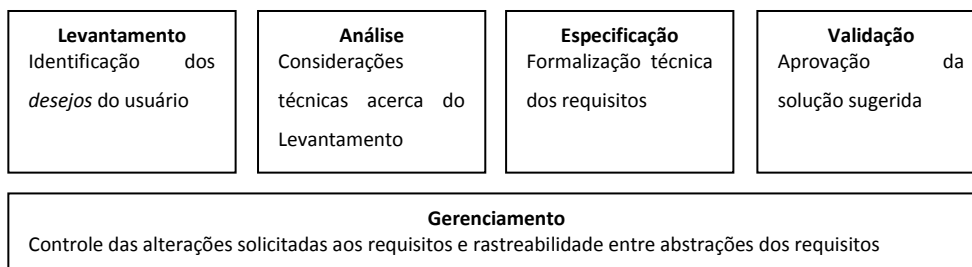 Levantamento
Identificação dos
desejos do usuário
Análise
Considerações
técnicas acerca do
Levantamento
Especificação
Formalização técnica
dos requisitos
Validação
Aprovação da
solução sugerida
Gerenciamento
Controle das alterações solicitadas aos requisitos e rastreabilidade entre abstrações dos requisitos